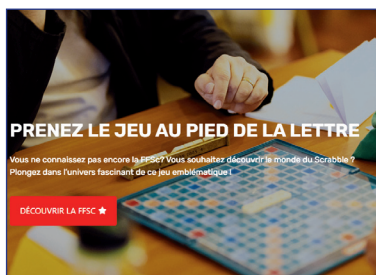 PRENEZ LE JEU AU PIED DE LA LETTRE
Vous ne connaissez pas encore la FFSc? Vous souhaitez découvrir le monde du Scrabble ?
Plongez dans l'univers fascinant de ce jeu emblématique !
DÉCOUVRIR LA FFSC